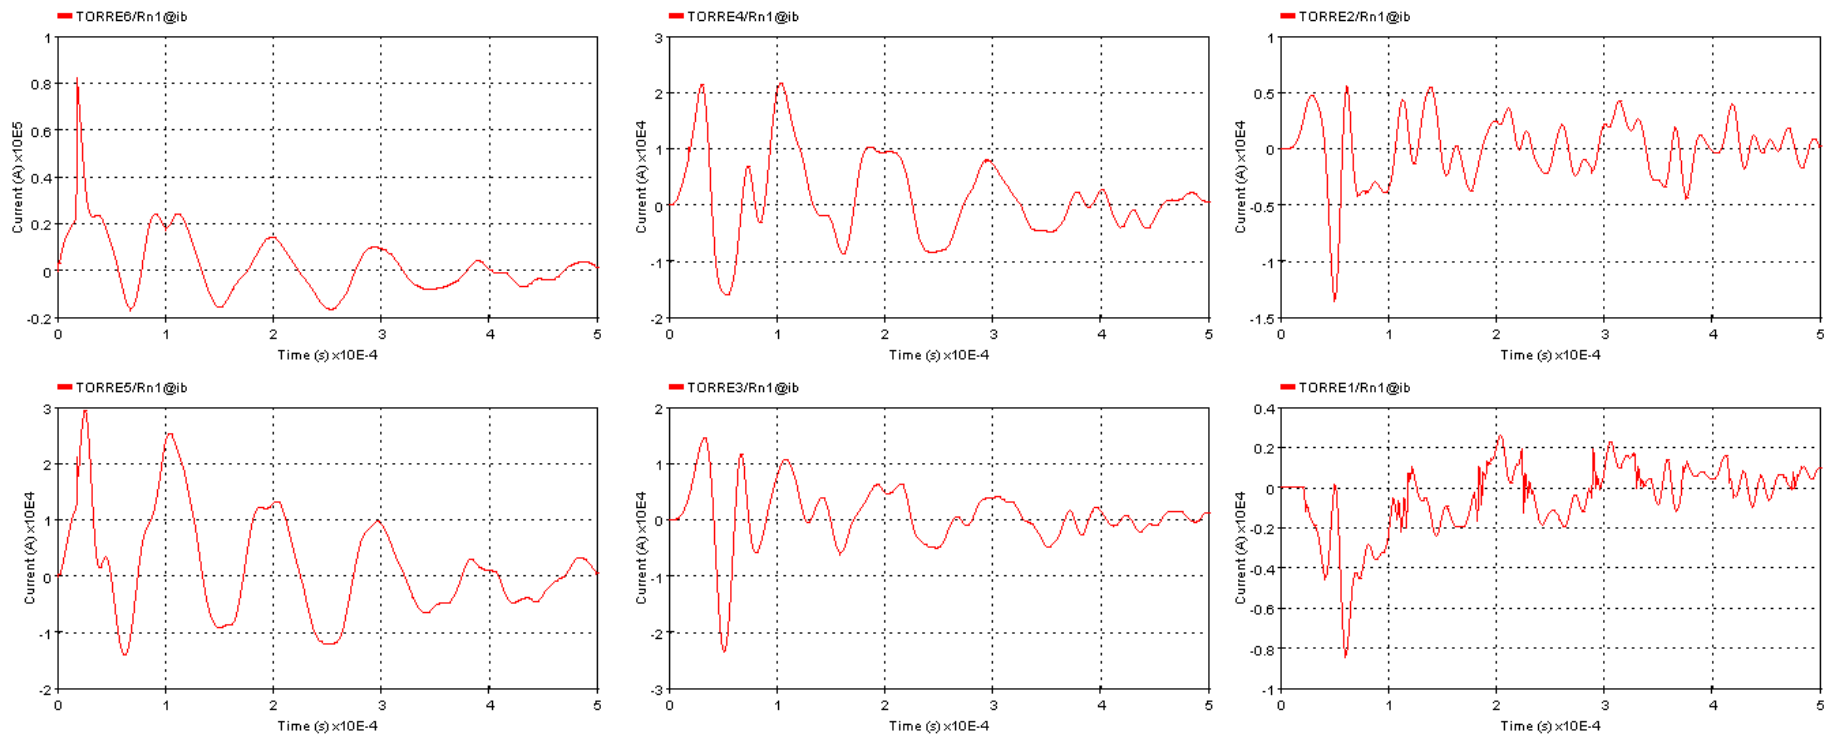 TORRE6/Rn1@ib
Current (A) x10E5
1
0.8
0.6
0.4
0.2
0
-0.2
0 1 2 3 4 5
Time (s) x10E-4
TORRE4/Rn1@ib
Current (A) x10E4
3
2
1
0
-1
-2
0 1 2 3 4 5
Time (s) x10E-4
TORRE2/Rn1@ib
Current (A) x10E4
1
0.5
0
-0.5
-1
-1.5
0 1 2 3 4 5
Time (s) x10E-4
TORRE5/Rn1@ib
Current (A) x10E4
3
2
1
0
-1
-2
0 1 2 3 4 5
Time (s) x10E-4
TORRE3/Rn1@ib
Current (A) x10E4
2
1
0
-1
-2
-3
0 1 2 3 4 5
Time (s) x10E-4
TORRE1/Rn1@ib
Current (A) x10E4
0.4
0.2
0
-0.2
-0.4
-0.6
-0.8
-1
0 1 2 3 4 5
Time (s) x10E-4